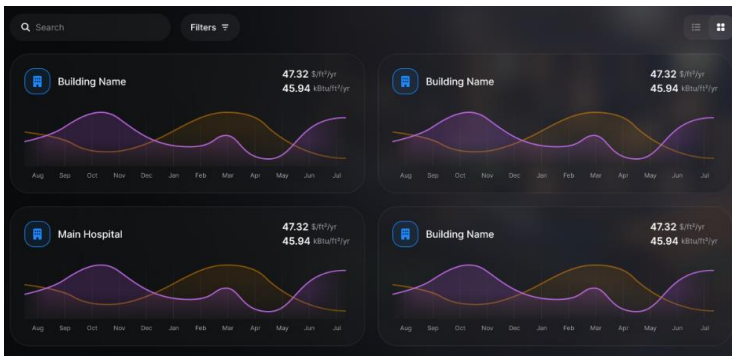 Search
Filters
Building Name
47.32 $/ft²/yr
45.94 kBtu/ft²/yr
Aug Sep Oct Nov Dec Jan Feb Mar Apr May Jun Jul
Building Name
47.32 $/ft²/yr
45.94 kBtu/ft²/yr
Aug Sep Oct Nov Dec Jan Feb Mar Apr May Jun Jul
Main Hospital
47.32 $/ft²/yr
45.94 kBtu/ft²/yr
Aug Sep Oct Nov Dec Jan Feb Mar Apr May Jun Jul
Building Name
47.32 $/ft²/yr
45.94 kBtu/ft²/yr
Aug Sep Oct Nov Dec Jan Feb Mar Apr May Jun Jul